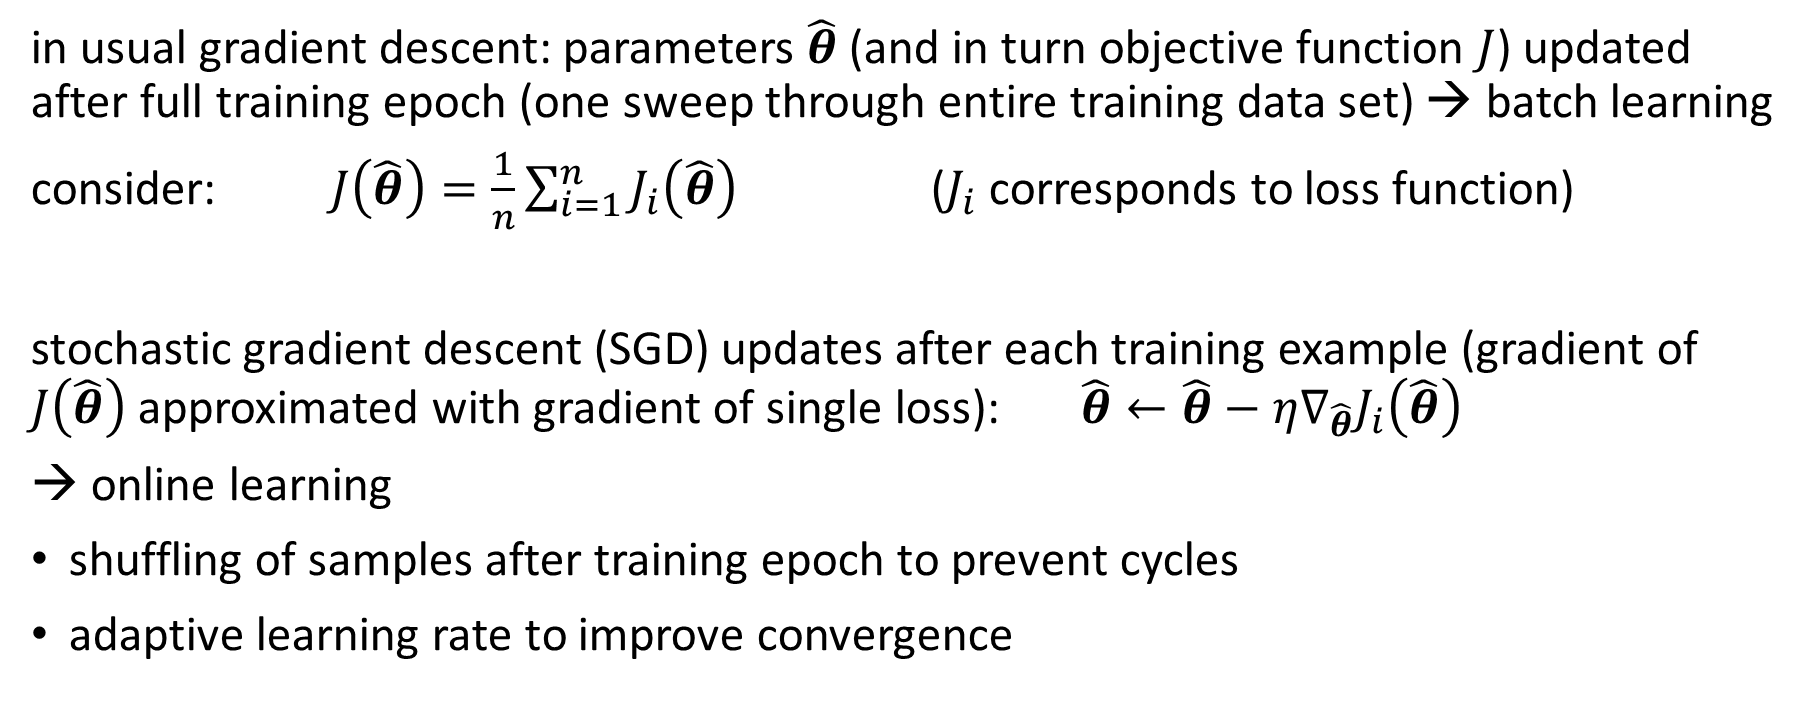 in usual gradient descent: parameters θ̂ (and in turn objective function J) updated
after full training epoch (one sweep through entire training data set) → batch learning
consider: J(θ̂) = 1/n ∑ⁿᵢ₌₁ Jᵢ(θ̂) (Jᵢ corresponds to loss function)
stochastic gradient descent (SGD) updates after each training example (gradient of
J(θ̂) approximated with gradient of single loss): θ̂ ← θ̂ − η∇_θ̂ Jᵢ(θ̂)
→ online learning
• shuffling of samples after training epoch to prevent cycles
• adaptive learning rate to improve convergence